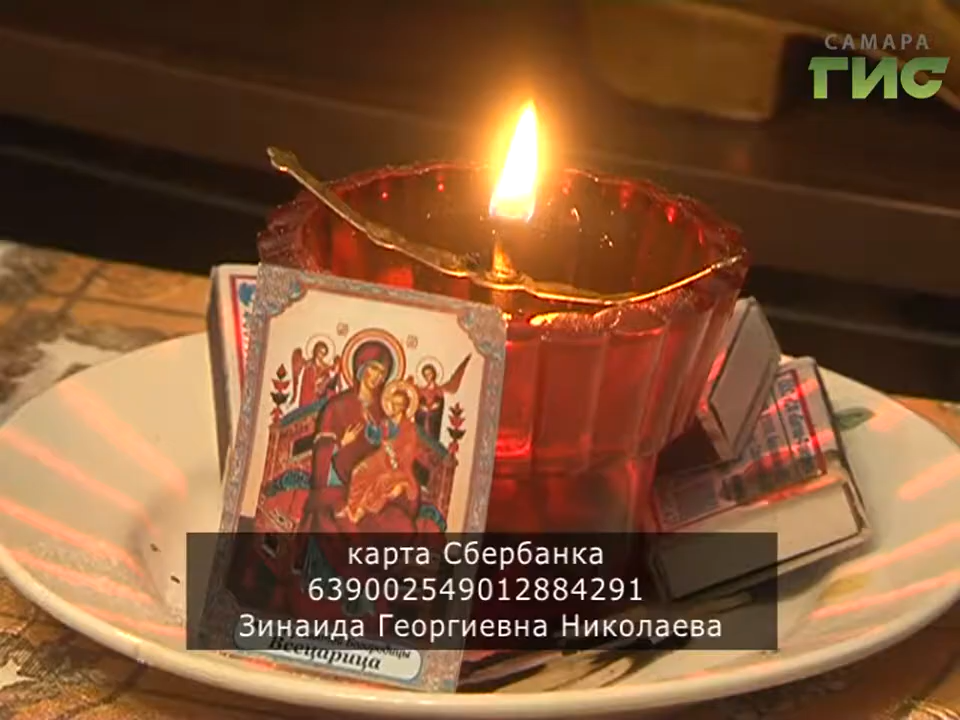 САМАРА
ГИС
карта Сбербанка
639002549012884291
Зинаида Георгиевна Николаева
Всецарица